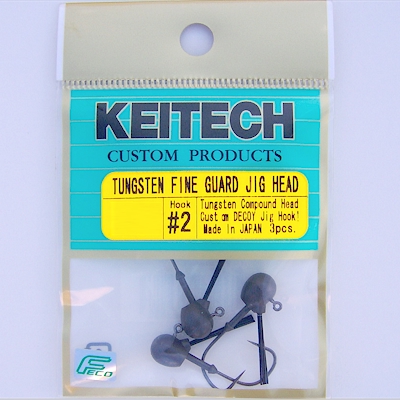 KEITECH
CUSTOM PRODUCTS
TUNGSTEN FINE GUARD JIG HEAD
Hook
#2
Tungsten Compound Head
Custom DECOY Jig Hook!
Made In JAPAN 3pcs.
FECO